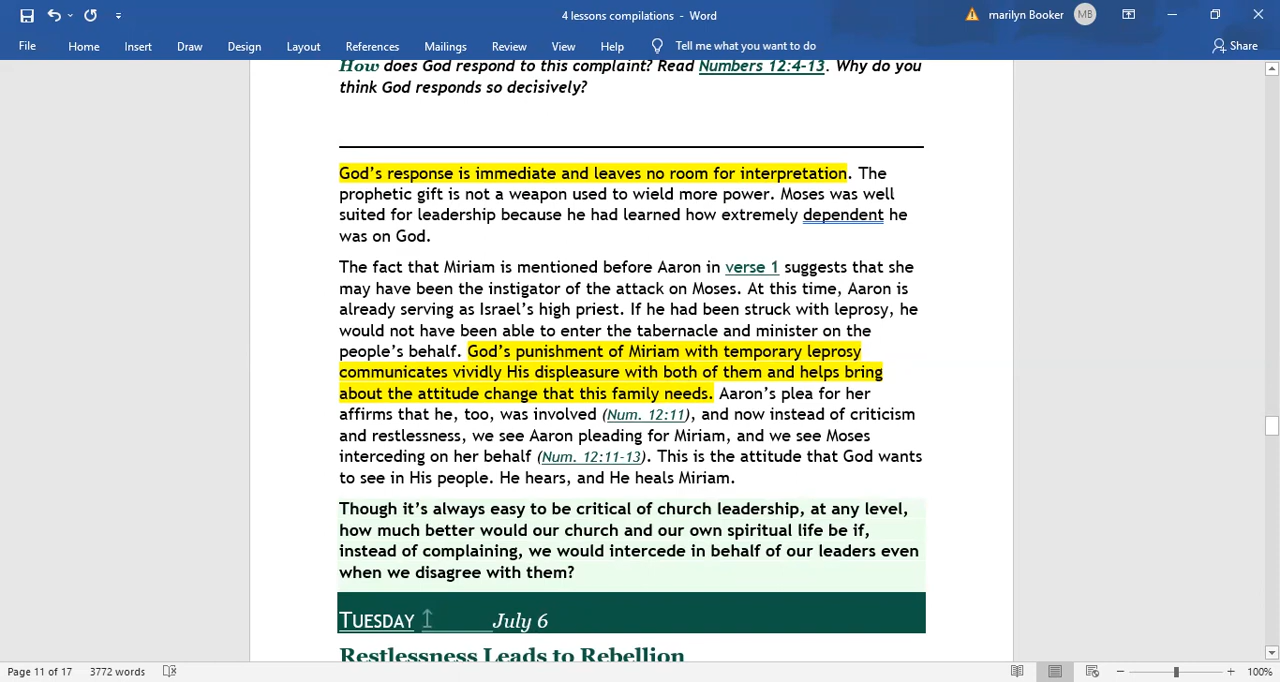 4 lessons compilations - Word
marilyn Booker MB
File Home Insert Draw Design Layout References Mailings Review View Help Tell me what you want to do Share
How does God respond to this complaint? Read Numbers 12:4-13. Why do you
think God responds so decisively?
God's response is immediate and leaves no room for interpretation. The
prophetic gift is not a weapon used to wield more power. Moses was well
suited for leadership because he had learned how extremely dependent he
was on God.
The fact that Miriam is mentioned before Aaron in verse 1 suggests that she
may have been the instigator of the attack on Moses. At this time, Aaron is
already serving as Israel's high priest. If he had been struck with leprosy, he
would not have been able to enter the tabernacle and minister on the
people's behalf. God's punishment of Miriam with temporary leprosy
communicates vividly His displeasure with both of them and helps bring
about the attitude change that this family needs. Aaron's plea for her
affirms that he, too, was involved (Num. 12:11), and now instead of criticism
and restlessness, we see Aaron pleading for Miriam, and we see Moses
interceding on her behalf (Num. 12:11-13). This is the attitude that God wants
to see in His people. He hears, and He heals Miriam.
Though it's always easy to be critical of church leadership, at any level,
how much better would our church and our own spiritual life be if,
instead of complaining, we would intercede in behalf of our leaders even
when we disagree with them?
TUESDAY July 6
Restlessness Leads to Rebellion
Page 11 of 17 3772 words 100%